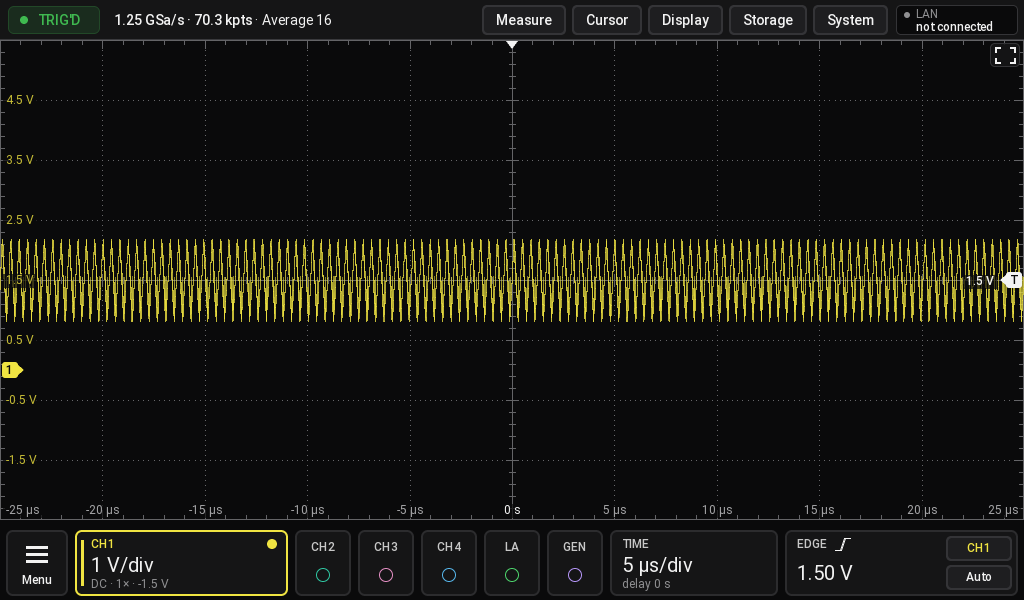 TRIG'D
1.25 GSa/s · 70.3 kpts · Average 16
Measure
Cursor
Display
Storage
System
LAN
not connected
4.5 V
3.5 V
2.5 V
1.5 V
1.5 V
T
0.5 V
1
-0.5 V
-1.5 V
-25 µs
-20 µs
-15 µs
-10 µs
-5 µs
0 s
5 µs
10 µs
15 µs
20 µs
25 µs
Menu
CH1
1 V/div
DC · 1× · -1.5 V
CH2
CH3
CH4
LA
GEN
TIME
5 µs/div
delay 0 s
EDGE
1.50 V
CH1
Auto